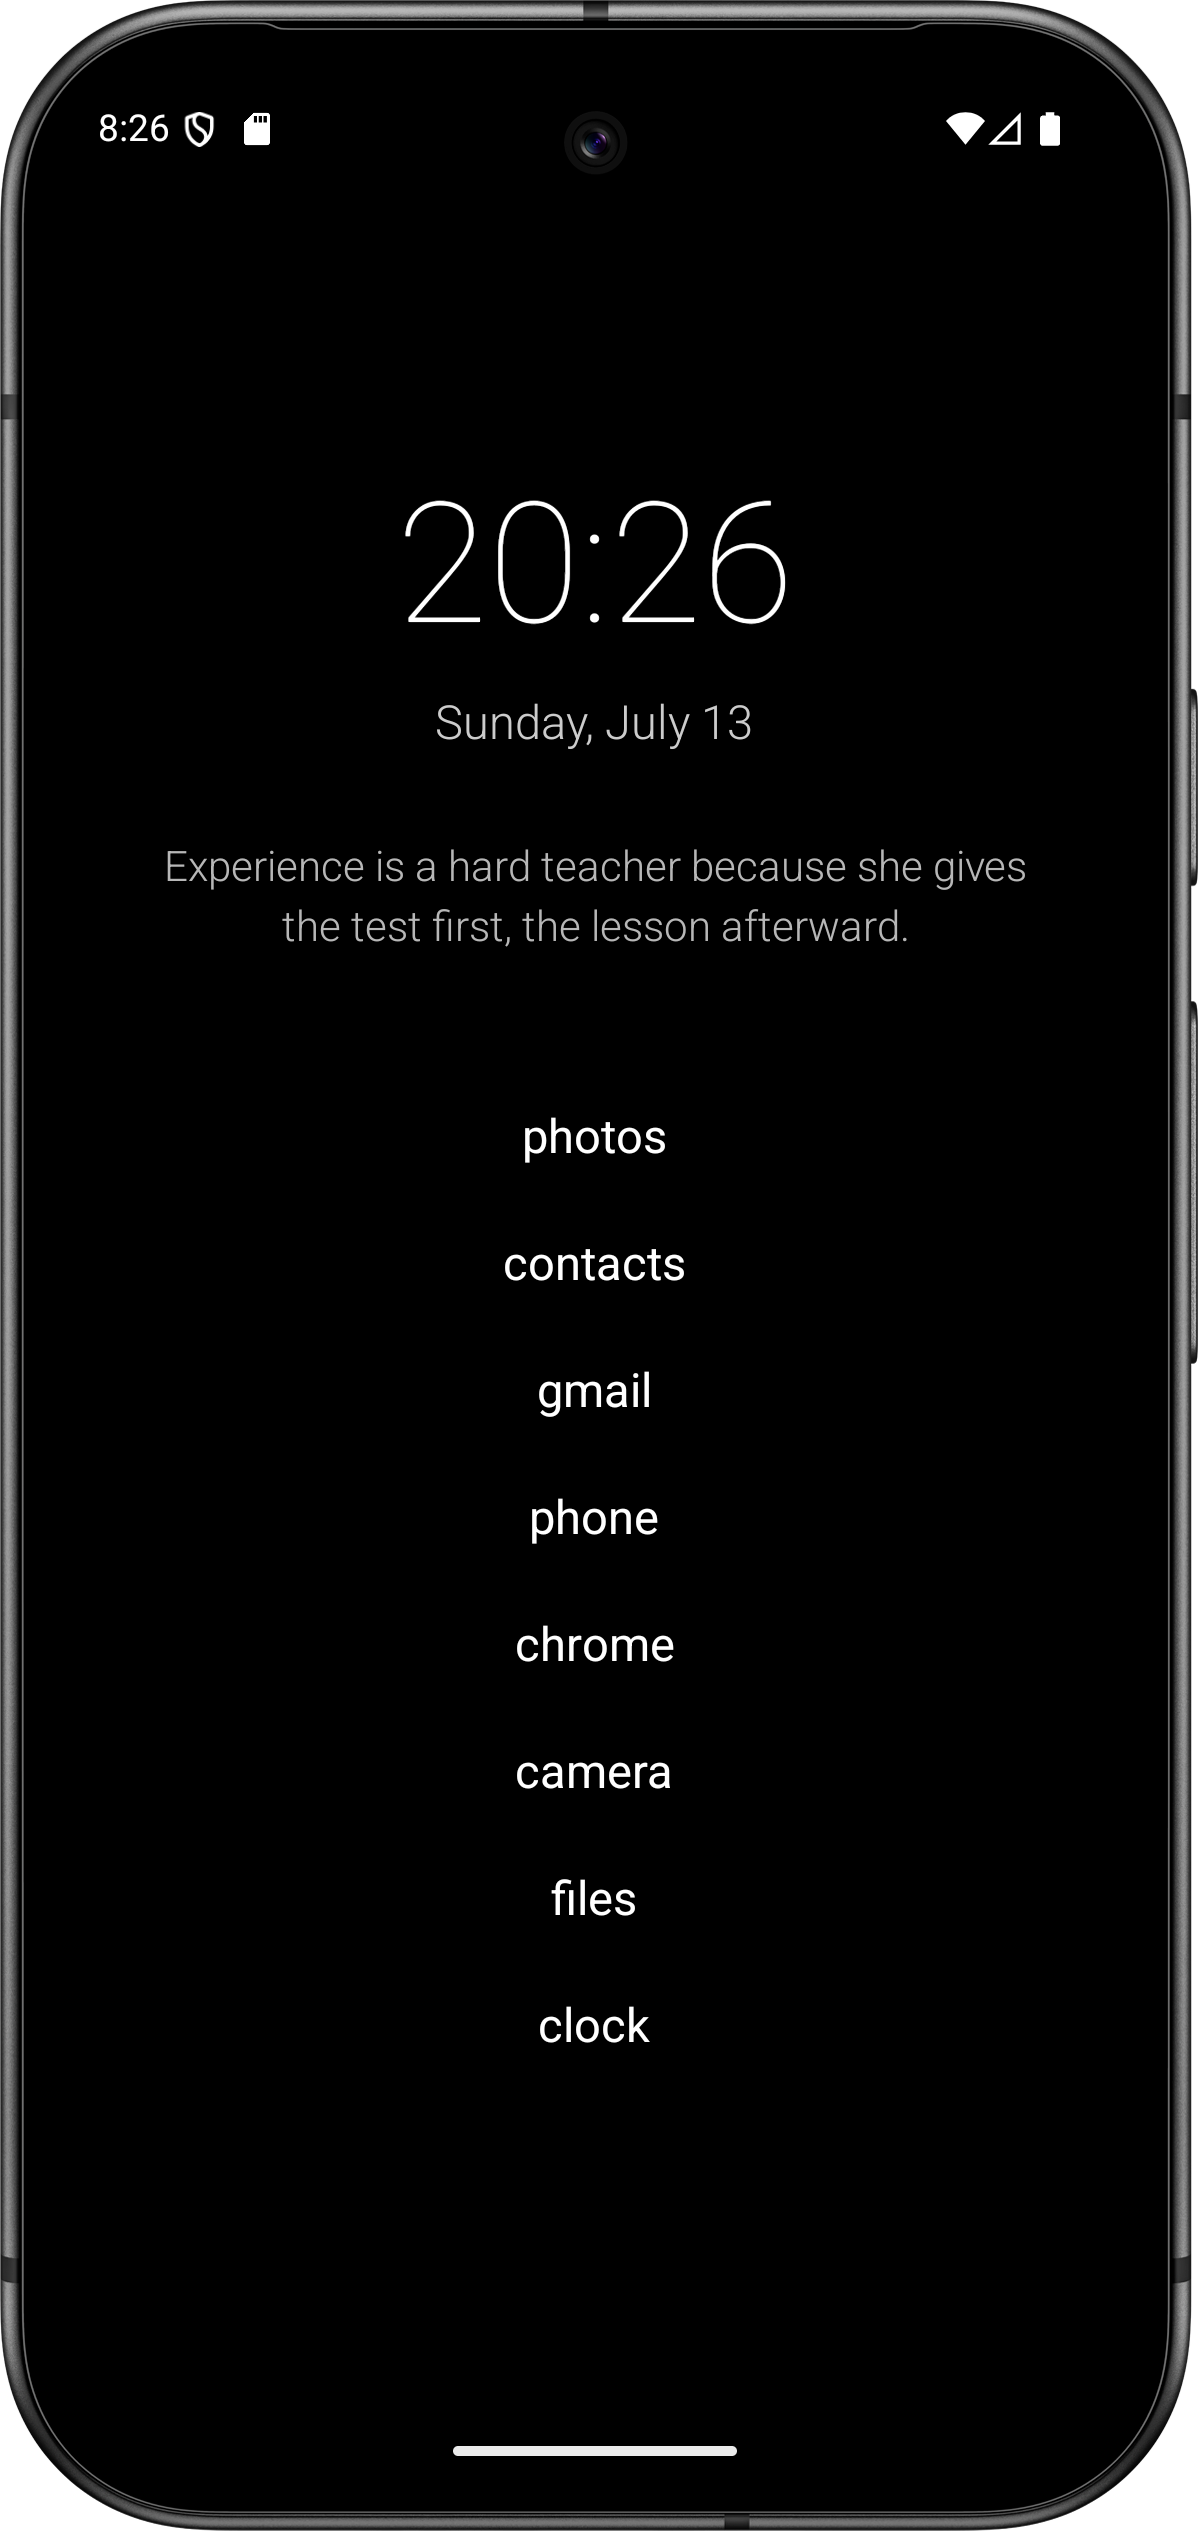 8:26
20:26
Sunday, July 13
Experience is a hard teacher because she gives
the test first, the lesson afterward.
photos
contacts
gmail
phone
chrome
camera
files
clock